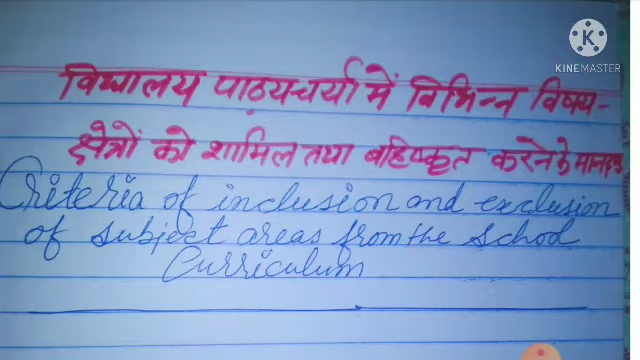 KINEMASTER
विद्यालय पाठ्यचर्या में विभिन्न विषय-
क्षेत्रों को शामिल तथा बहिष्कृत करने के मानदण्ड
Criteria of inclusion and exclusion
of subject areas from the School
Curriculum